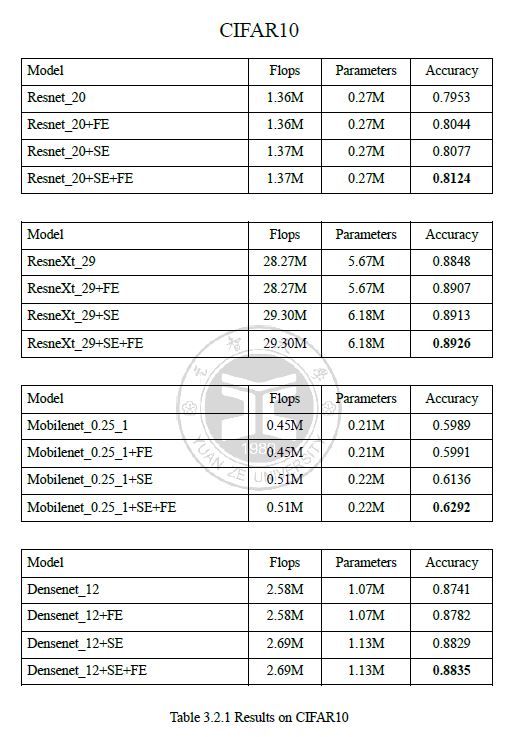 CIFAR10
Model Flops Parameters Accuracy
Resnet_20 1.36M 0.27M 0.7953
Resnet_20+FE 1.36M 0.27M 0.8044
Resnet_20+SE 1.37M 0.27M 0.8077
Resnet_20+SE+FE 1.37M 0.27M 0.8124
Model Flops Parameters Accuracy
ResneXt_29 28.27M 5.67M 0.8848
ResneXt_29+FE 28.27M 5.67M 0.8907
ResneXt_29+SE 29.30M 6.18M 0.8913
ResneXt_29+SE+FE 29.30M 6.18M 0.8926
Model Flops Parameters Accuracy
Mobilenet_0.25_1 0.45M 0.21M 0.5989
Mobilenet_0.25_1+FE 0.45M 0.21M 0.5991
Mobilenet_0.25_1+SE 0.51M 0.22M 0.6136
Mobilenet_0.25_1+SE+FE 0.51M 0.22M 0.6292
YUAN ZE UNIVERSITY
Model Flops Parameters Accuracy
Densenet_12 2.58M 1.07M 0.8741
Densenet_12+FE 2.58M 1.07M 0.8782
Densenet_12+SE 2.69M 1.13M 0.8829
Densenet_12+SE+FE 2.69M 1.13M 0.8835
Table 3.2.1 Results on CIFAR10